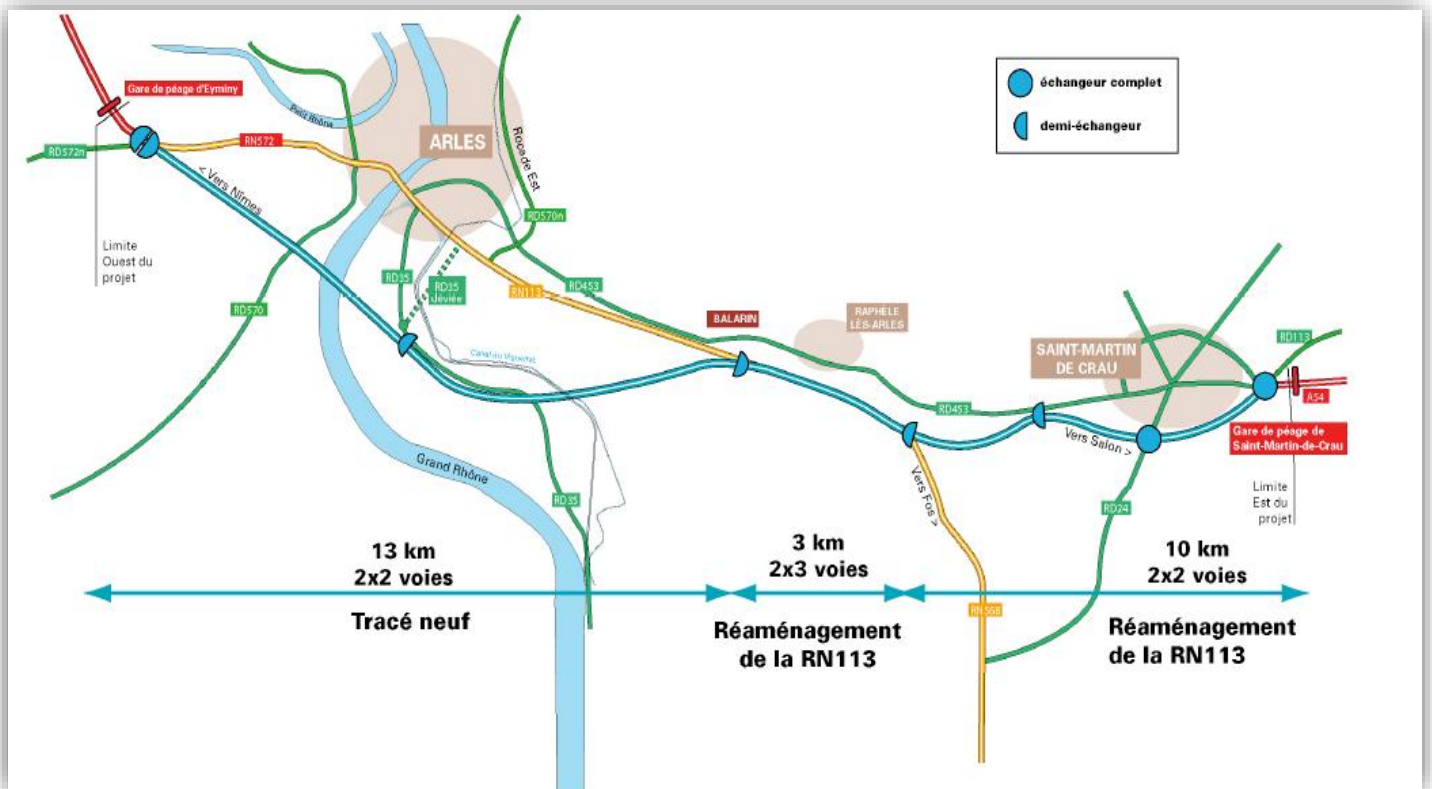 Gare de péage d'Eyminy
RD572n
RN572
< Vers Nîmes
Petit Rhône
ARLES
Rocade Est
RD570n
échangeur complet
demi-échangeur
Limite
Ouest du
projet
RD570
RD35
RD35
déviée
RN113
RD453
BALARIN
RAPHÈLE
LÈS-ARLES
SAINT-MARTIN
DE CRAU
RD113
A54
RD453
Vers Salon >
Gare de péage de
Saint-Martin-de-Crau
Limite
Est du
projet
Grand Rhône
RD35
Vers Fos >
RD24
RN568
13 km
2x2 voies
3 km
2x3 voies
10 km
2x2 voies
Tracé neuf
Réaménagement
de la RN113
Réaménagement
de la RN113